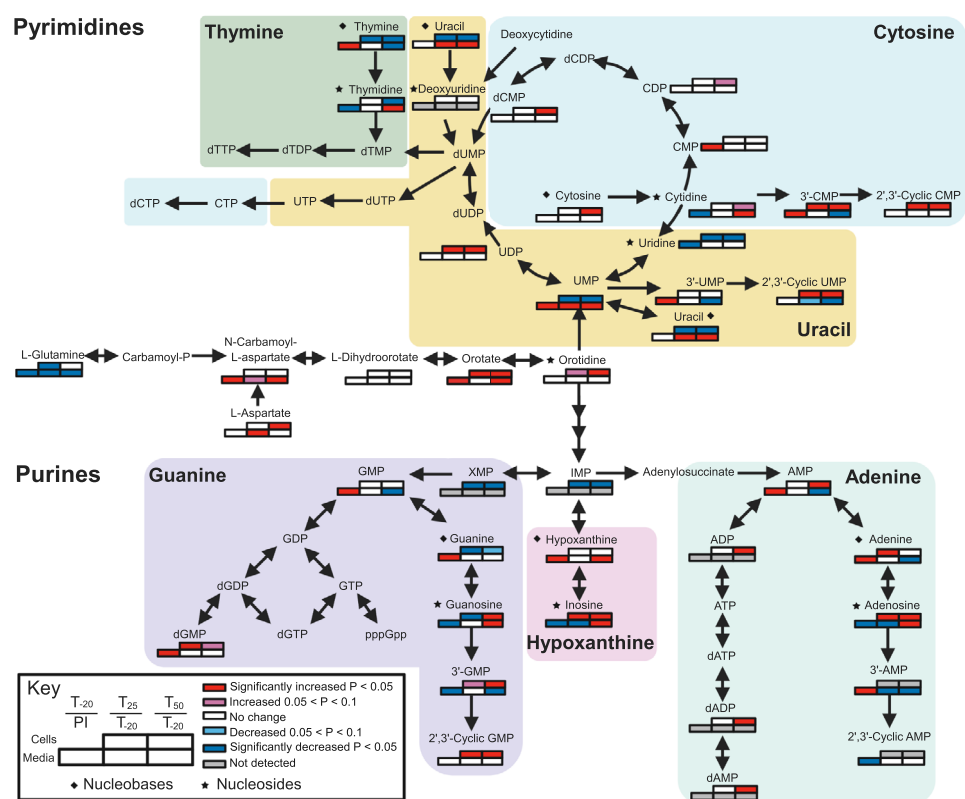 Pyrimidines
Thymine
Cytosine
◆ Thymine
◆ Uracil
Deoxycytidine
dCDP
CDP
★ Thymidine
★Deoxyuridine
dCMP
CMP
dTTP
dTDP
dTMP
dUMP
dCTP
CTP
UTP
dUTP
dUDP
◆ Cytosine
★ Cytidine
3'-CMP
2',3'-Cyclic CMP
★ Uridine
UDP
UMP
3'-UMP
2',3'-Cyclic UMP
Uracil ◆
Uracil
L-Glutamine
Carbamoyl-P
N-Carbamoyl-
L-aspartate
L-Dihydroorotate
Orotate
★ Orotidine
L-Aspartate
Purines
Guanine
GMP
XMP
IMP
Adenylosuccinate
AMP
Adenine
GDP
◆ Guanine
◆ Hypoxanthine
ADP
◆ Adenine
dGDP
GTP
★ Guanosine
★ Inosine
ATP
★ Adenosine
dGMP
dGTP
pppGpp
Hypoxanthine
dATP
3'-GMP
3'-AMP
dADP
2',3'-Cyclic GMP
2',3'-Cyclic AMP
dAMP
Key
T-20
PI
T25
T-20
T50
T-20
Cells
Media
Significantly increased P < 0.05
Increased 0.05 < P < 0.1
No change
Decreased 0.05 < P < 0.1
Significantly decreased P < 0.05
Not detected
◆ Nucleobases
★ Nucleosides